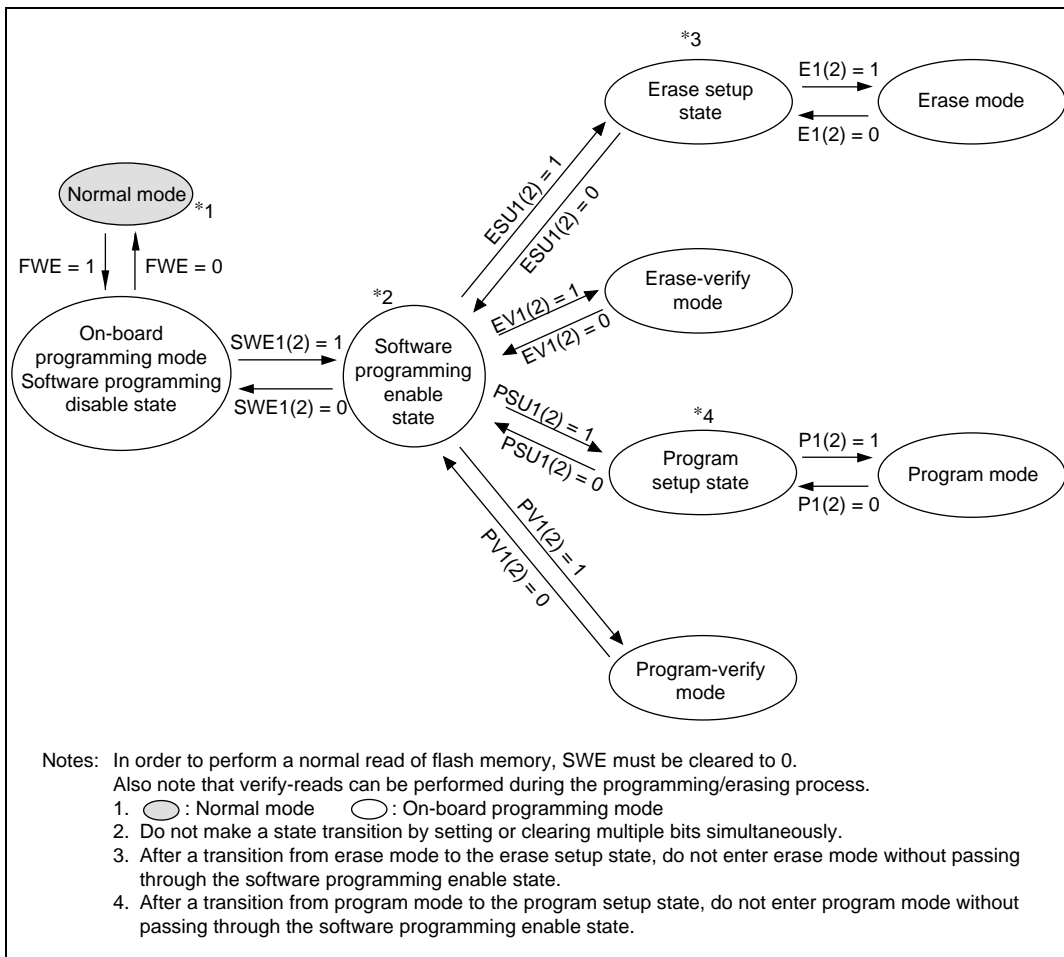 *3
Erase setup
state
E1(2) = 1
E1(2) = 0
Erase mode
Normal mode
*1
FWE = 1
FWE = 0
ESU1(2) = 1
ESU1(2) = 0
*2
On-board
programming mode
Software programming
disable state
SWE1(2) = 1
SWE1(2) = 0
Software
programming
enable
state
EV1(2) = 1
EV1(2) = 0
Erase-verify
mode
PSU1(2) = 1
PSU1(2) = 0
*4
Program
setup state
P1(2) = 1
P1(2) = 0
Program mode
PV1(2) = 1
PV1(2) = 0
Program-verify
mode
Notes: In order to perform a normal read of flash memory, SWE must be cleared to 0.
Also note that verify-reads can be performed during the programming/erasing process.
1. : Normal mode : On-board programming mode
2. Do not make a state transition by setting or clearing multiple bits simultaneously.
3. After a transition from erase mode to the erase setup state, do not enter erase mode without passing
through the software programming enable state.
4. After a transition from program mode to the program setup state, do not enter program mode without
passing through the software programming enable state.